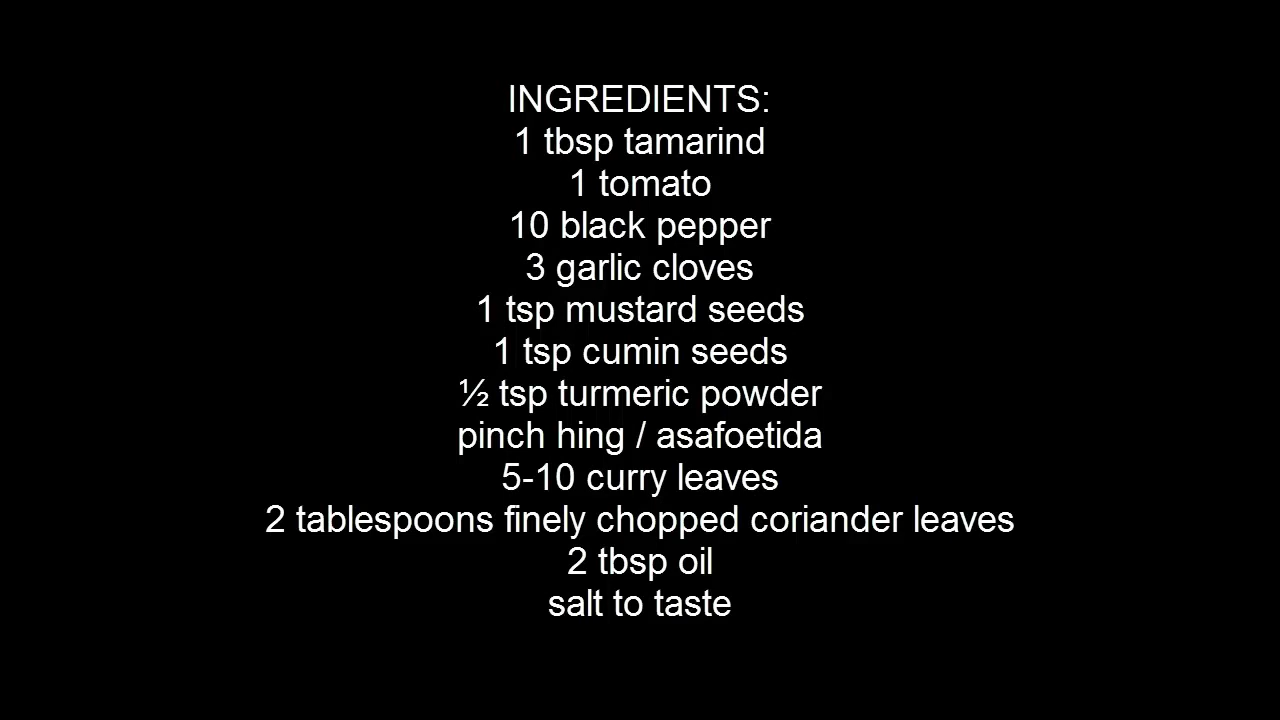 INGREDIENTS:
1 tbsp tamarind
1 tomato
10 black pepper
3 garlic cloves
1 tsp mustard seeds
1 tsp cumin seeds
½ tsp turmeric powder
pinch hing / asafoetida
5-10 curry leaves
2 tablespoons finely chopped coriander leaves
2 tbsp oil
salt to taste